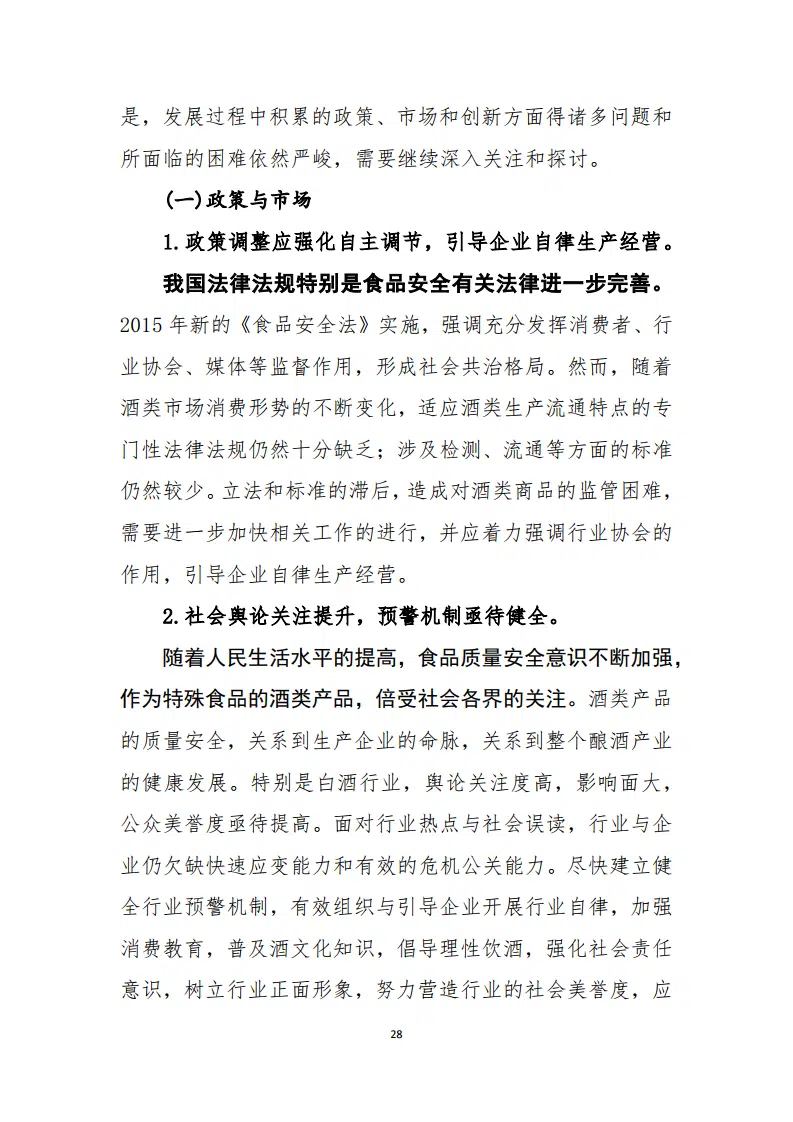 是，发展过程中积累的政策、市场和创新方面得诸多问题和
所面临的困难依然严峻，需要继续深入关注和探讨。
(一)政策与市场
1.政策调整应强化自主调节，引导企业自律生产经营。
我国法律法规特别是食品安全有关法律进一步完善。
2015 年新的《食品安全法》实施，强调充分发挥消费者、行
业协会、媒体等监督作用，形成社会共治格局。然而，随着
酒类市场消费形势的不断变化，适应酒类生产流通特点的专
门性法律法规仍然十分缺乏；涉及检测、流通等方面的标准
仍然较少。立法和标准的滞后，造成对酒类商品的监管困难，
需要进一步加快相关工作的进行，并应着力强调行业协会的
作用，引导企业自律生产经营。
2.社会舆论关注提升，预警机制亟待健全。
随着人民生活水平的提高，食品质量安全意识不断加强，
作为特殊食品的酒类产品，倍受社会各界的关注。酒类产品
的质量安全，关系到生产企业的命脉，关系到整个酿酒产业
的健康发展。特别是白酒行业，舆论关注度高，影响面大，
公众美誉度亟待提高。面对行业热点与社会误读，行业与企
业仍欠缺快速应变能力和有效的危机公关能力。尽快建立健
全行业预警机制，有效组织与引导企业开展行业自律，加强
消费教育，普及酒文化知识，倡导理性饮酒，强化社会责任
意识，树立行业正面形象，努力营造行业的社会美誉度，应
28